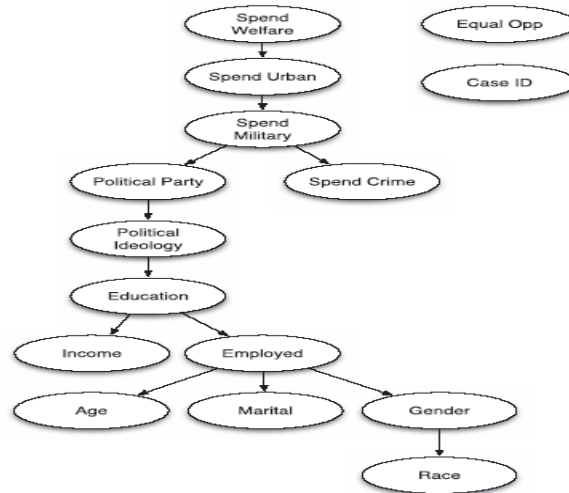 Spend
Welfare
Equal Opp
Spend Urban
Case ID
Spend
Military
Political Party
Spend Crime
Political
Ideology
Education
Income
Employed
Age
Marital
Gender
Race